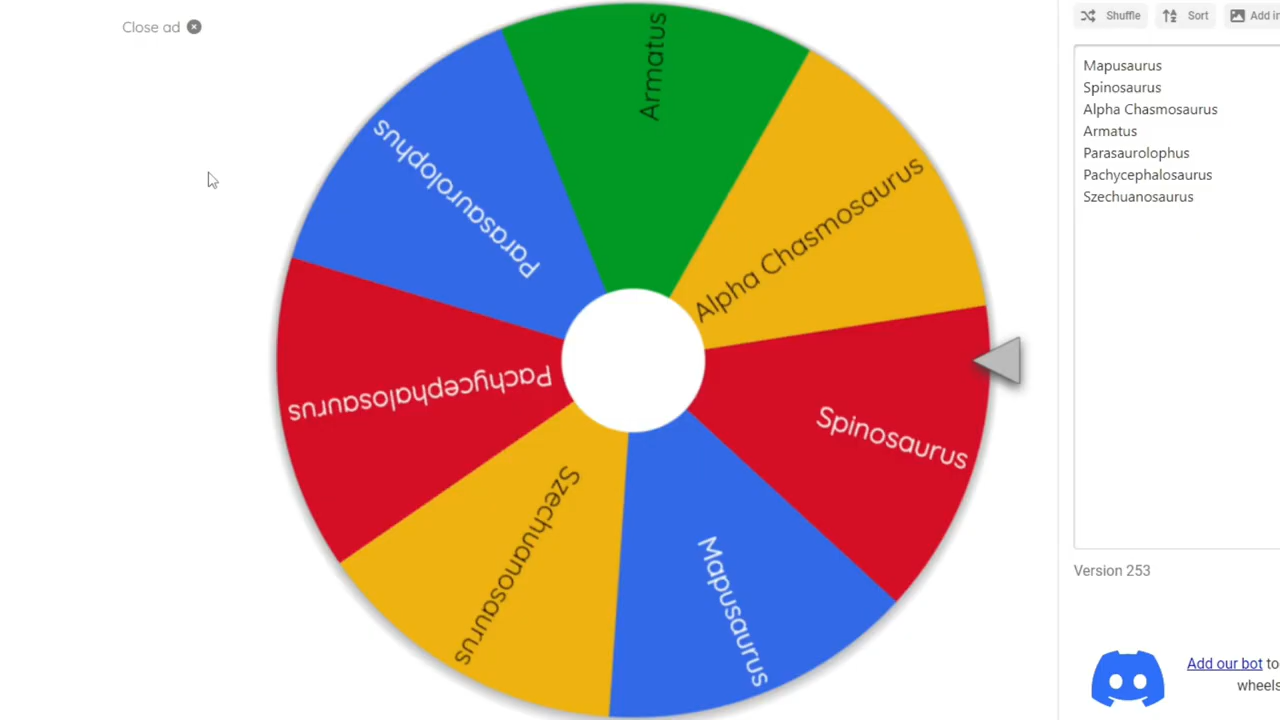 Close ad
Shuffle
Sort
Add in
Armatus
Parasaurolophus
Alpha Chasmosaurus
Pachycephalosaurus
Spinosaurus
Szechuanosaurus
Mapusaurus
Mapusaurus
Spinosaurus
Alpha Chasmosaurus
Armatus
Parasaurolophus
Pachycephalosaurus
Szechuanosaurus
Version 253
Add our bot to
wheels